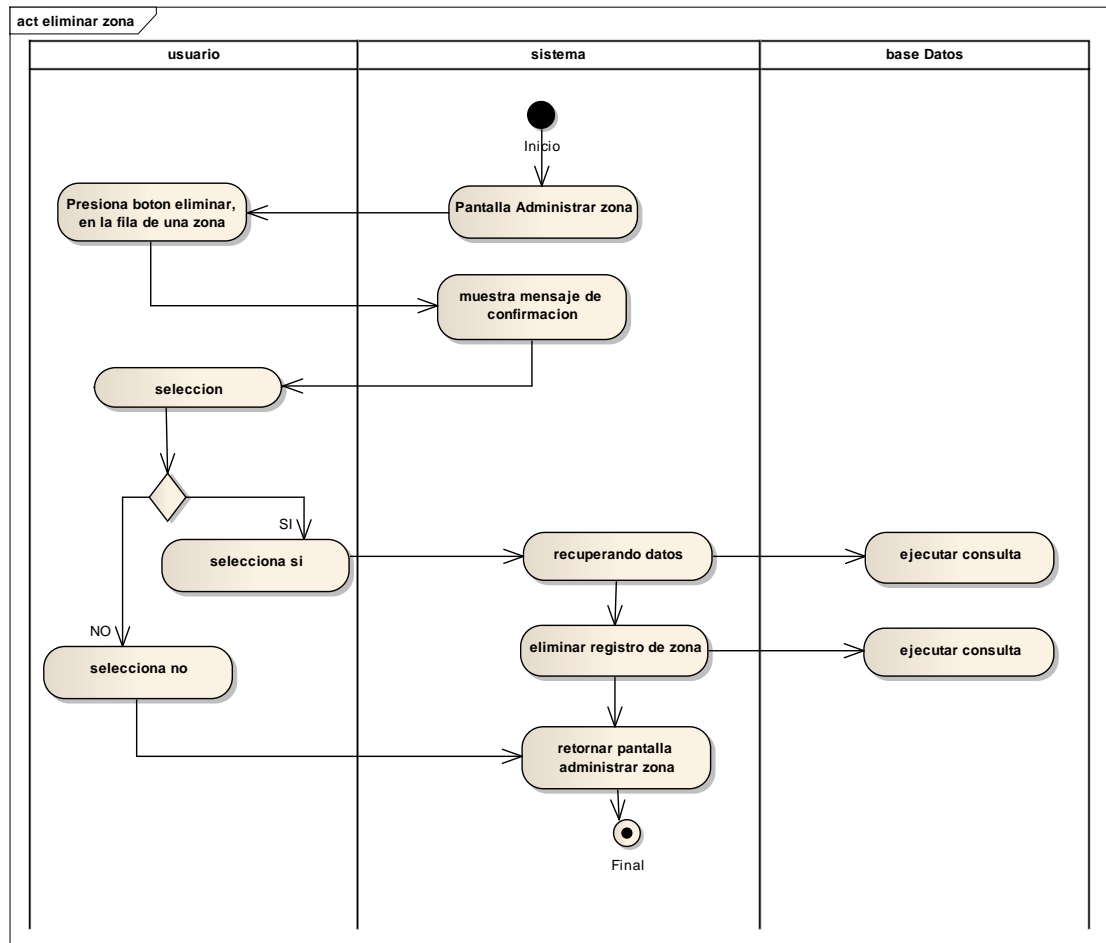 act eliminar zona
usuario
sistema
base Datos
Inicio
Presiona boton eliminar,
en la fila de una zona
Pantalla Administrar zona
muestra mensaje de
confirmacion
seleccion
SI
selecciona si
recuperando datos
ejecutar consulta
NO
selecciona no
eliminar registro de zona
ejecutar consulta
retornar pantalla
administrar zona
Final